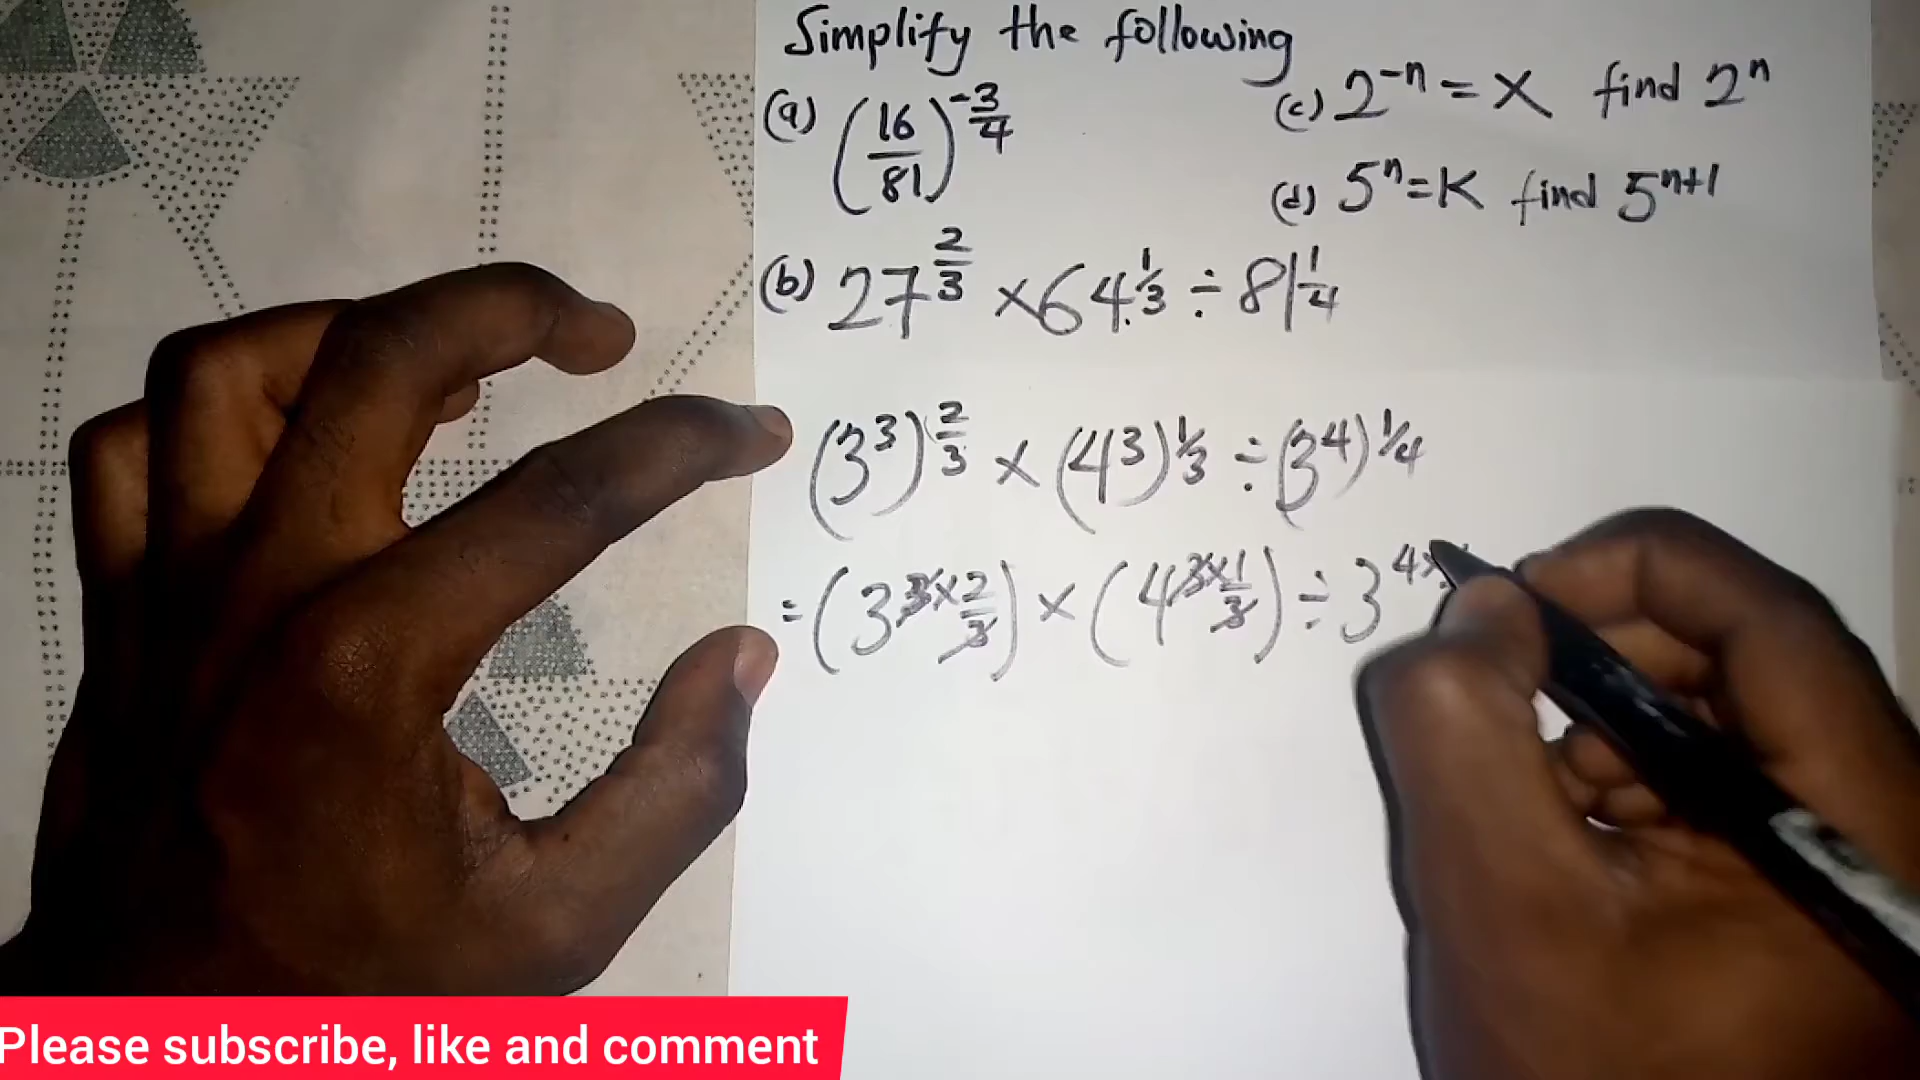 Simplify the following
(a) (16/81)^-3/4
(b) 27^2/3 × 64^1/3 ÷ 81^1/4
(c) 2^-n = X find 2^n
(d) 5^n = K find 5^n+1
(3^3)^2/3 × (4^3)^1/3 ÷ (3^4)^1/4
= (3^3×2/3) × (4^3×1/3) ÷ 3^4×
Please subscribe, like and comment